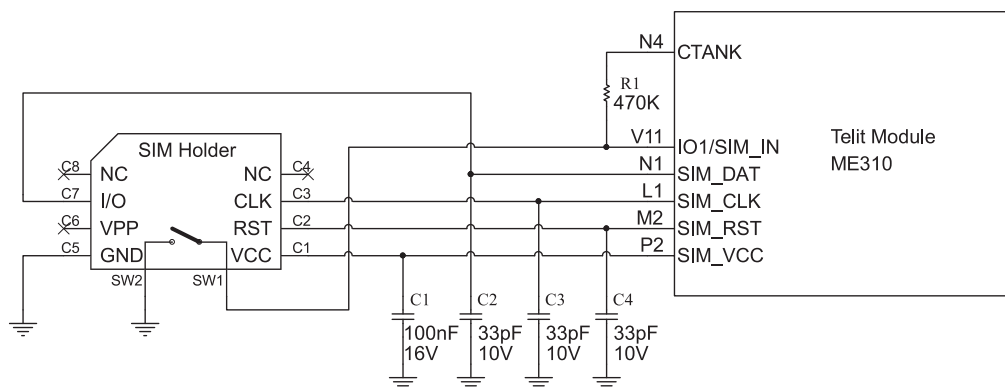 N4 CTANK
R1
470K
SIM Holder
V11 IO1/SIM_IN
Telit Module
ME310
C8 NC NC C4
N1 SIM_DAT
C7 I/O CLK C3
L1 SIM_CLK
C6 VPP RST C2
M2 SIM_RST
C5 GND VCC C1
P2 SIM_VCC
SW2 SW1
C1 C2 C3 C4
100nF 33pF 33pF 33pF
16V 10V 10V 10V